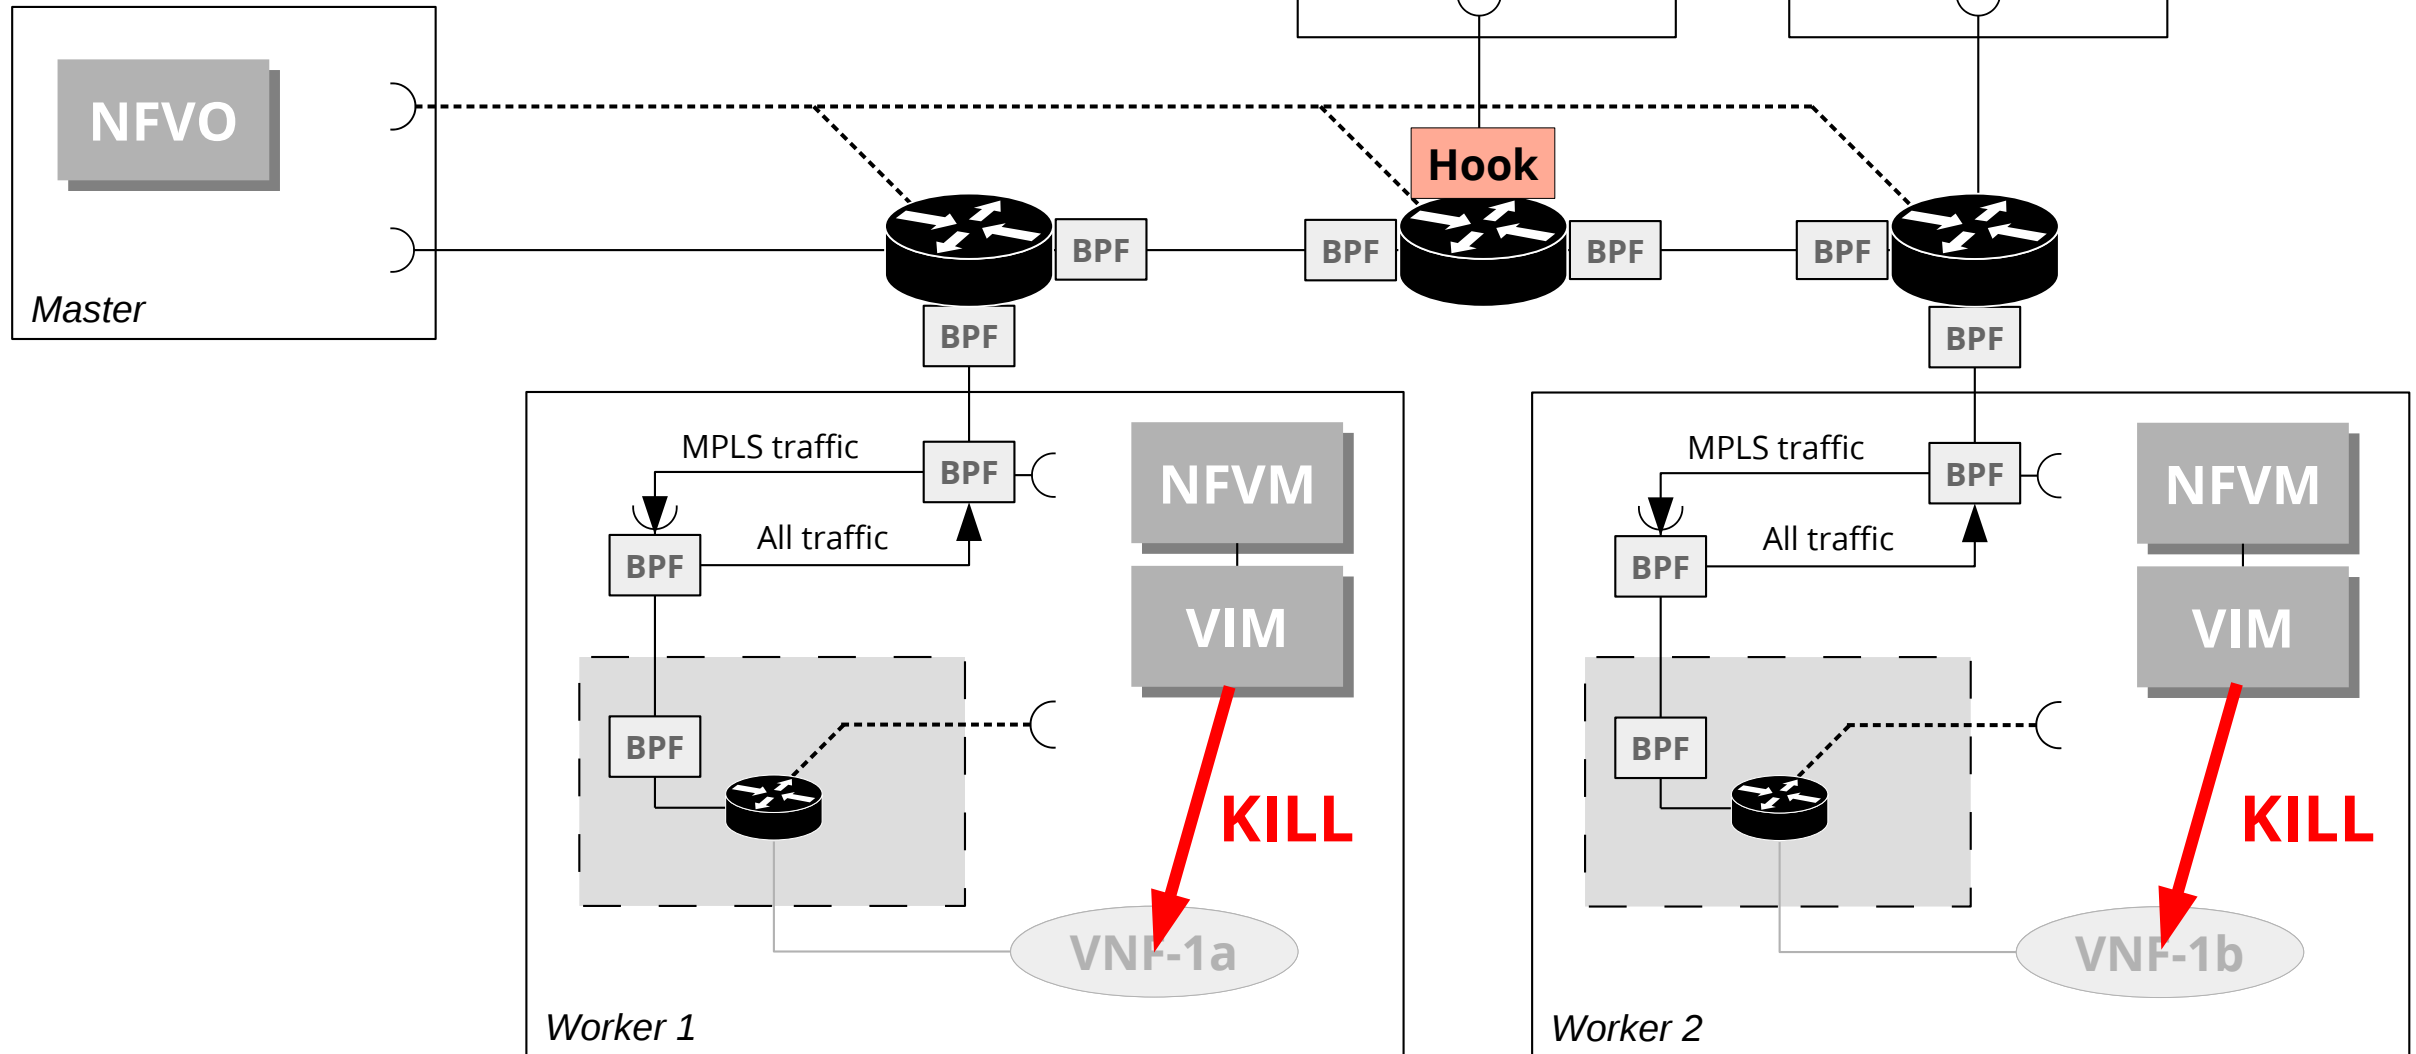 NFVO
Master
Hook
BPF
BPF
BPF
BPF
BPF
BPF
MPLS traffic
BPF
All traffic
BPF
BPF
NFVM
VIM
KILL
VNF-1a
Worker 1
MPLS traffic
BPF
All traffic
BPF
BPF
NFVM
VIM
KILL
VNF-1b
Worker 2